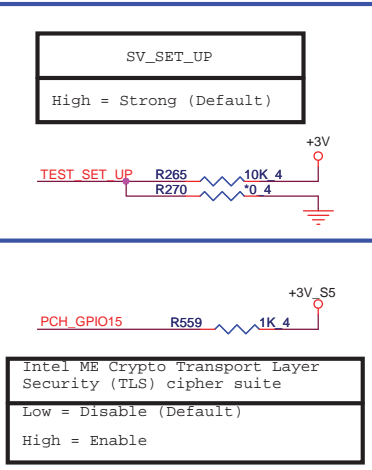 SV_SET_UP
High = Strong (Default)
+3V
TEST_SET_UP R265 10K_4
R270 *0_4
+3V_S5
PCH_GPIO15 R559 1K_4
Intel ME Crypto Transport Layer
Security (TLS) cipher suite
Low = Disable (Default)
High = Enable